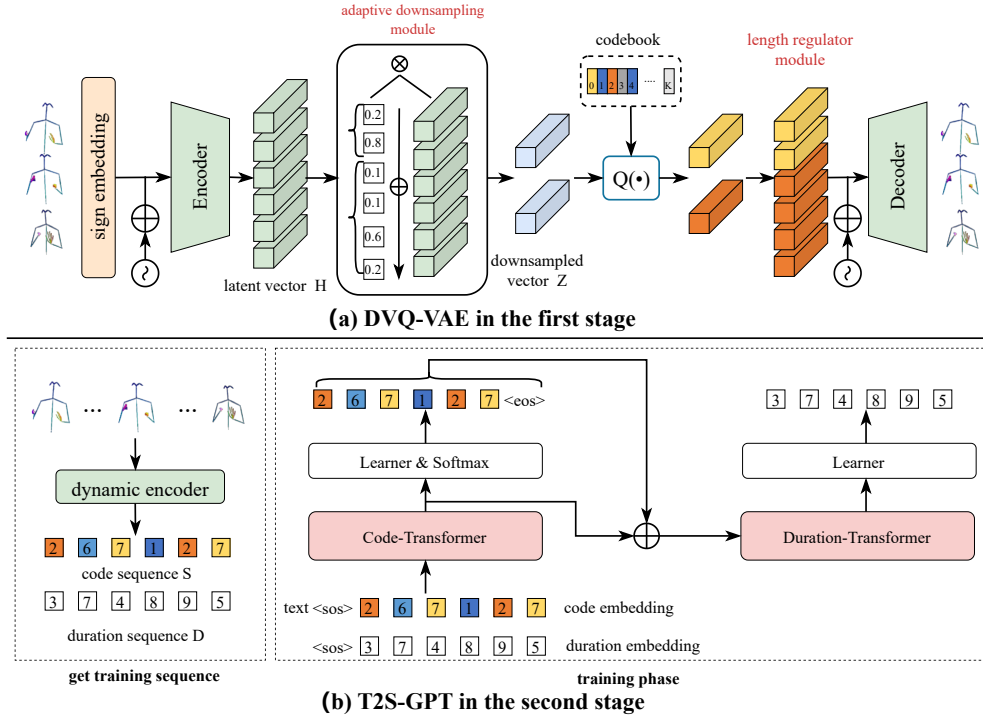 adaptive downsampling
module
codebook
length regulator
module
sign embedding
Encoder
0.2
0.8
0.1
0.1
0.6
0.2
0 1 2 3 4 .... K
Q(•)
Decoder
latent vector H
downsampled
vector Z
(a) DVQ-VAE in the first stage
... ...
dynamic encoder
2 6 7 1 2 7
code sequence S
3 7 4 8 9 5
duration sequence D
get training sequence
2 6 7 1 2 7 <eos>
Learner & Softmax
Code-Transformer
text <sos> 2 6 7 1 2 7 code embedding
<sos> 3 7 4 8 9 5 duration embedding
3 7 4 8 9 5
Learner
Duration-Transformer
training phase
(b) T2S-GPT in the second stage